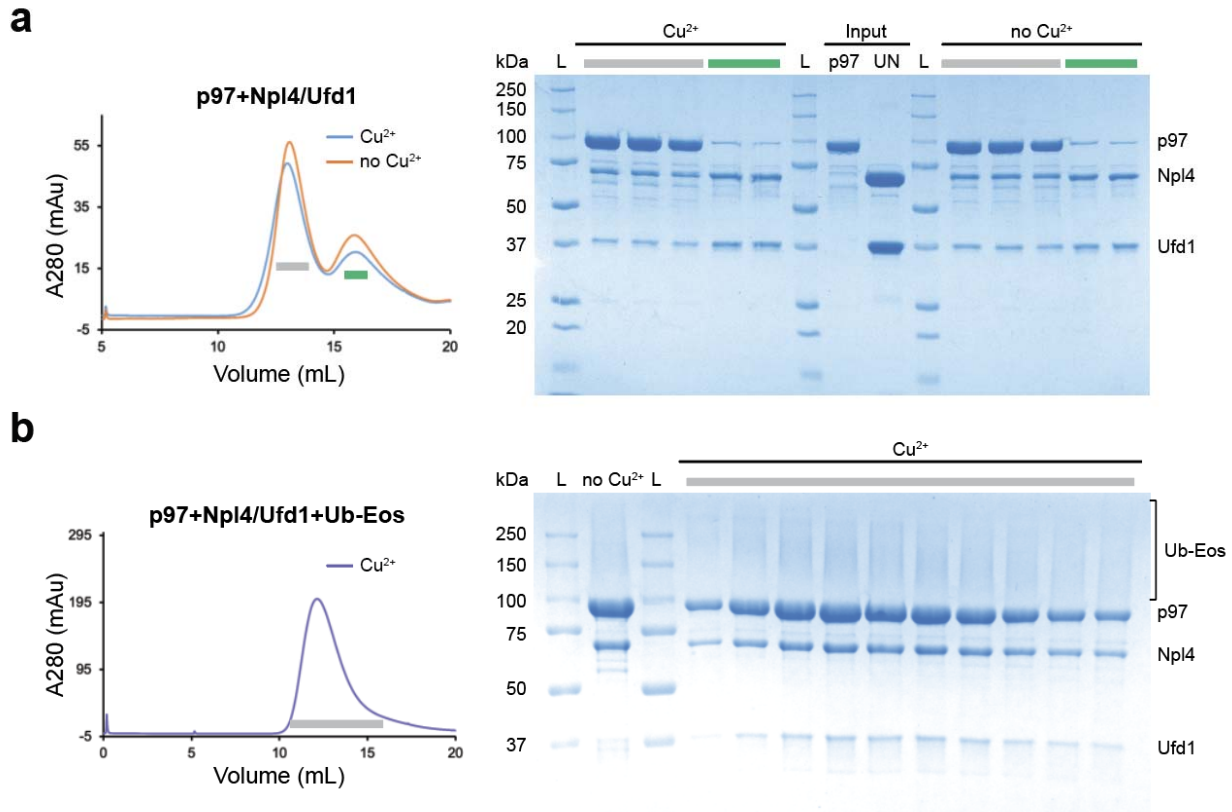 a
p97+Npl4/Ufd1
Cu²⁺
no Cu²⁺
A280 (mAu)
55
35
15
-5
5
10
15
20
Volume (mL)
Cu²⁺
Input
no Cu²⁺
kDa
L
L
p97
UN
L
250
150
100
75
50
37
25
20
p97
Npl4
Ufd1
b
p97+Npl4/Ufd1+Ub-Eos
Cu²⁺
A280 (mAu)
295
195
95
-5
0
5
10
15
20
Volume (mL)
Cu²⁺
kDa
L
no Cu²⁺
L
250
150
100
75
50
37
Ub-Eos
p97
Npl4
Ufd1